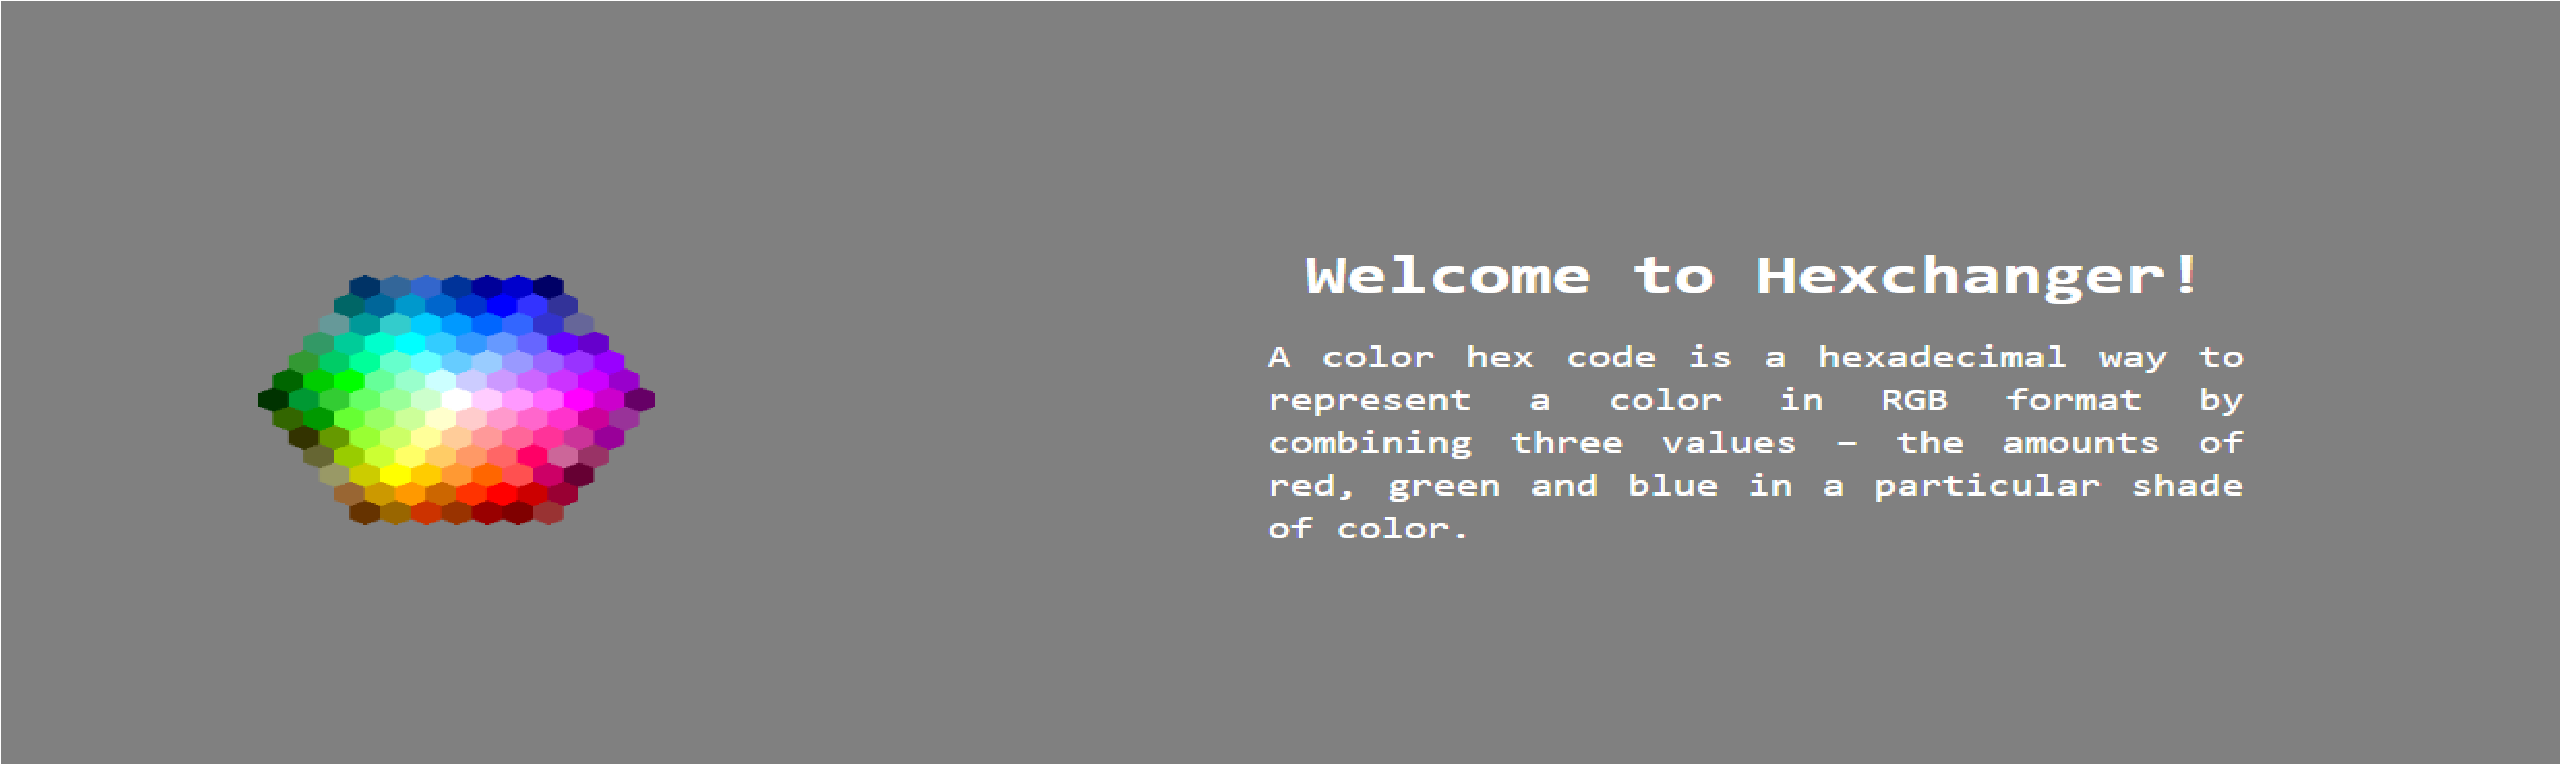 Welcome to Hexchanger!
A color hex code is a hexadecimal way to
represent a color in RGB format by
combining three values – the amounts of
red, green and blue in a particular shade
of color.